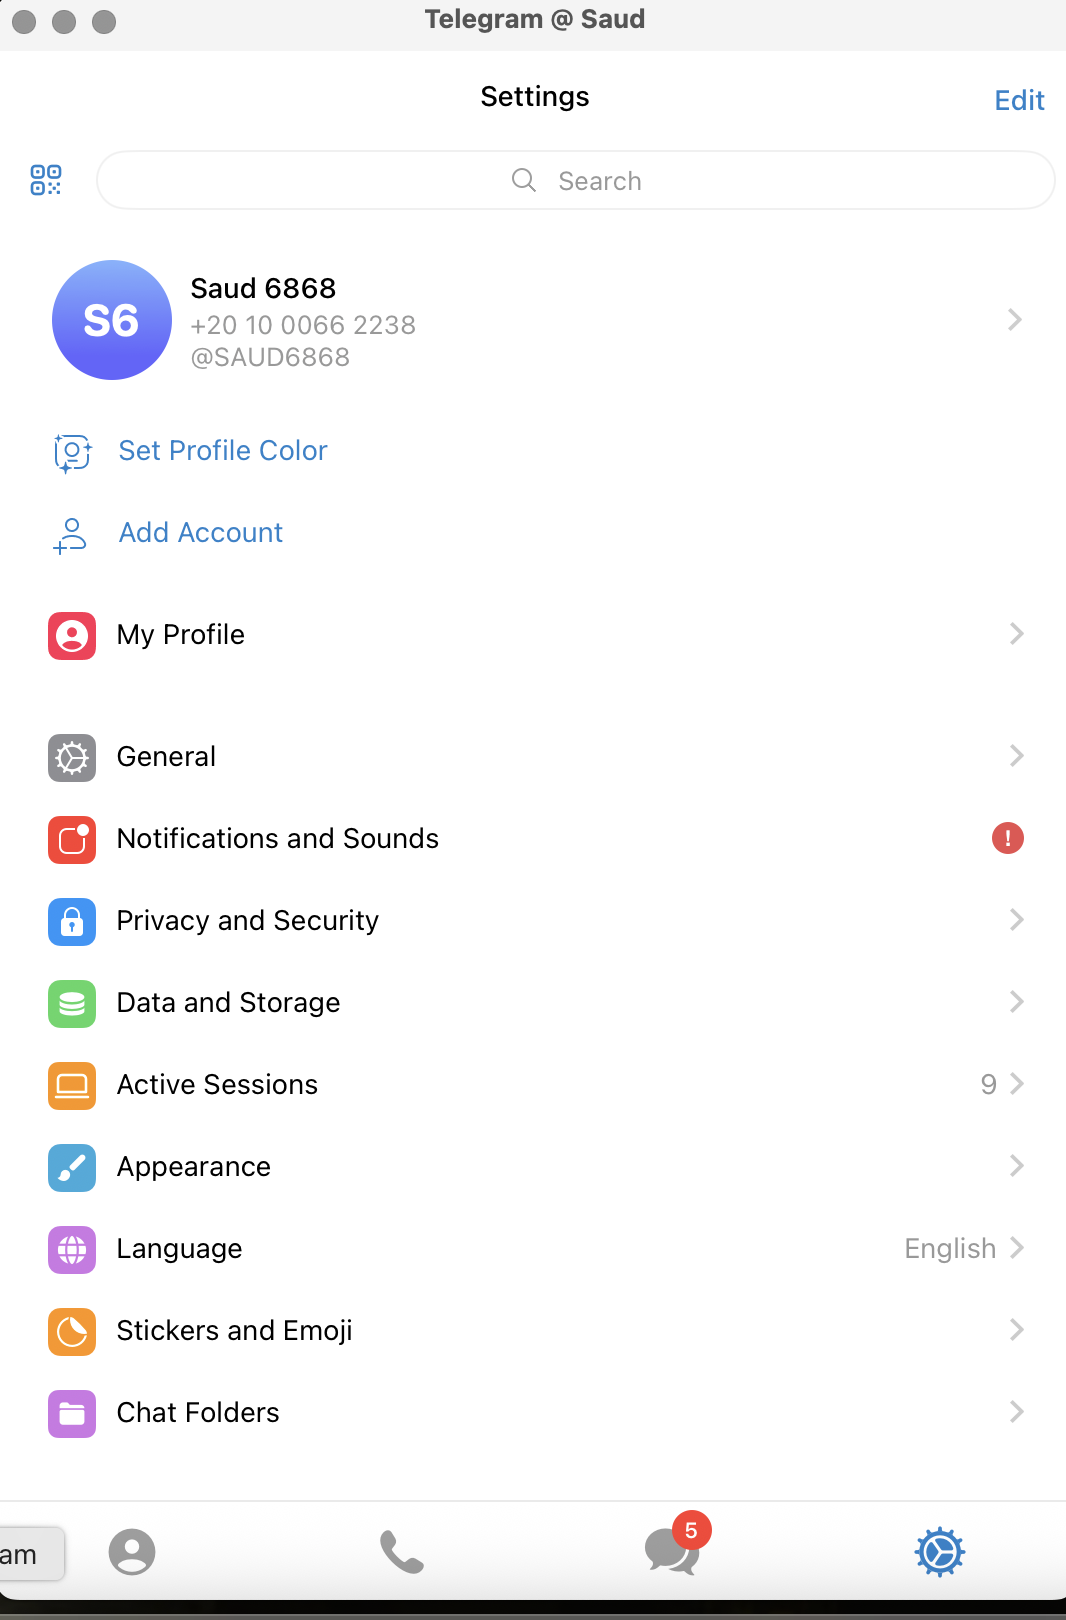 Telegram @ Saud
Settings
Edit
Search
S6
Saud 6868
+20 10 0066 2238
@SAUD6868
Set Profile Color
Add Account
My Profile
General
Notifications and Sounds
!
Privacy and Security
Data and Storage
Active Sessions 9
Appearance
Language English
Stickers and Emoji
Chat Folders
am
5